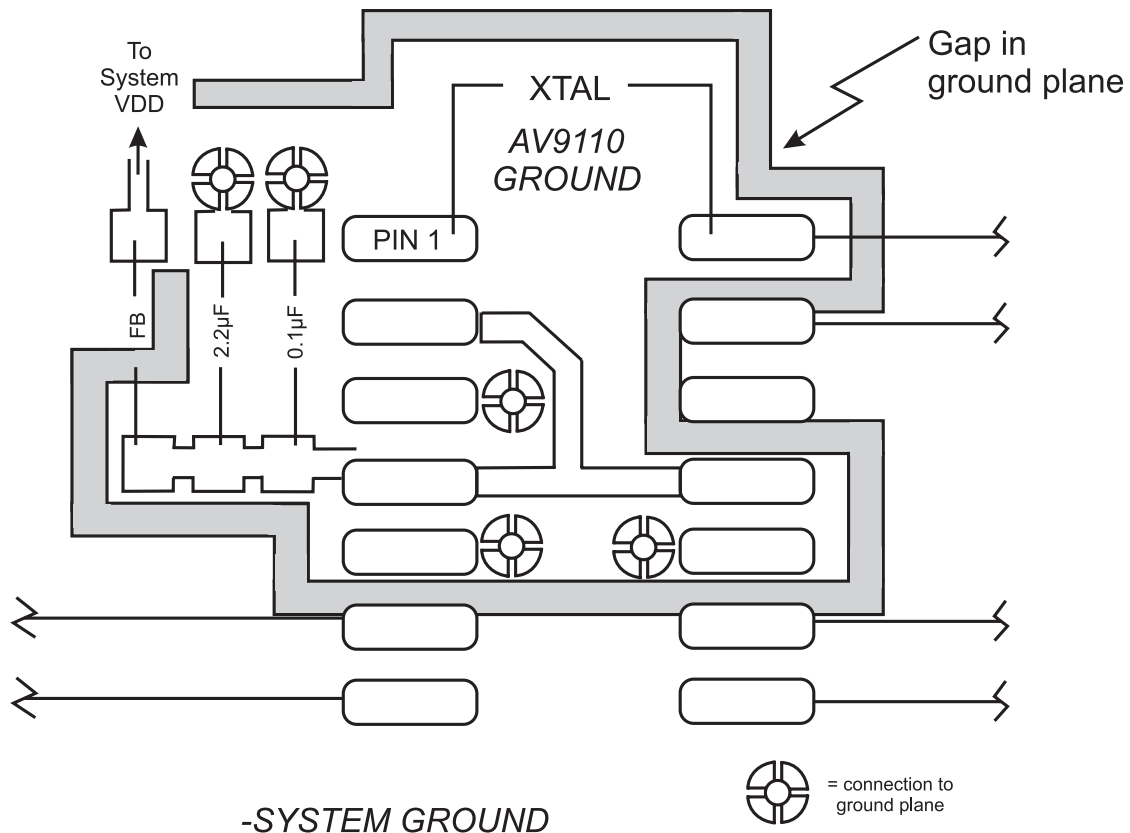 To
System
VDD
Gap in
ground plane
XTAL
AV9110
GROUND
PIN 1
FB
2.2µF
0.1µF
= connection to
ground plane
-SYSTEM GROUND